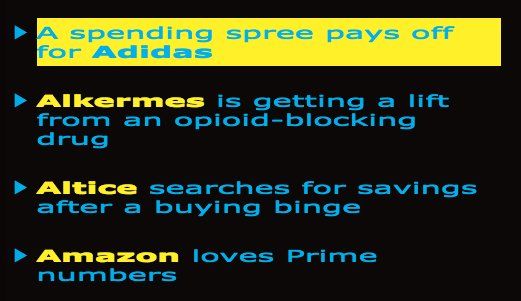 A spending spree pays off
for Adidas
Alkermes is getting a lift
from an opioid-blocking
drug
Altice searches for savings
after a buying binge
Amazon loves Prime
numbers